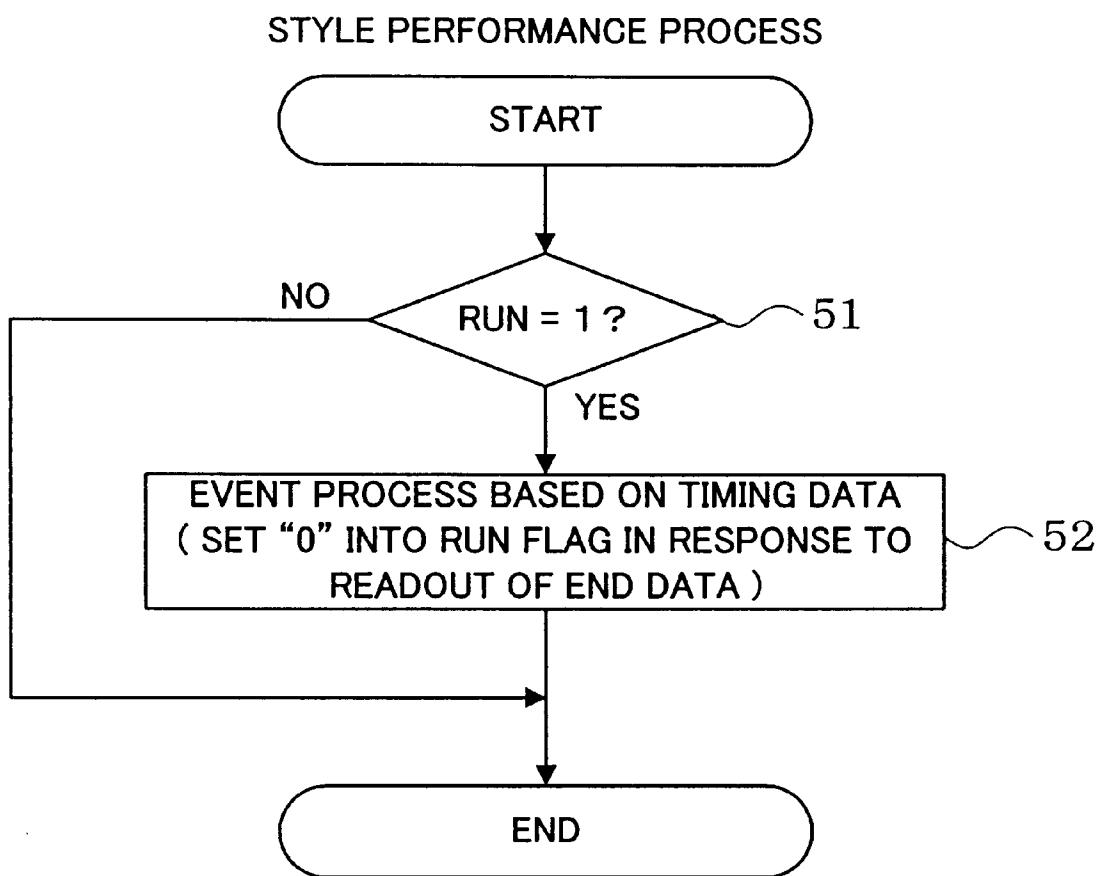 STYLE PERFORMANCE PROCESS
START
NO
RUN = 1 ?
51
YES
EVENT PROCESS BASED ON TIMING DATA
( SET “0” INTO RUN FLAG IN RESPONSE TO
READOUT OF END DATA )
52
END